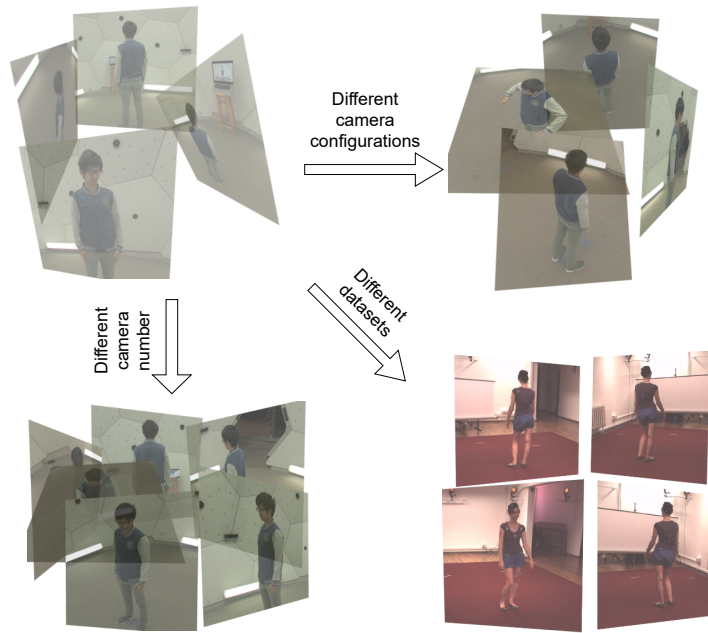 Different
camera
configurations
Different
datasets
Different
camera
number